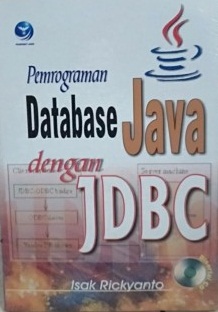 Pemrograman
Database Java
dengan
JDBC
Isak Rickyanto